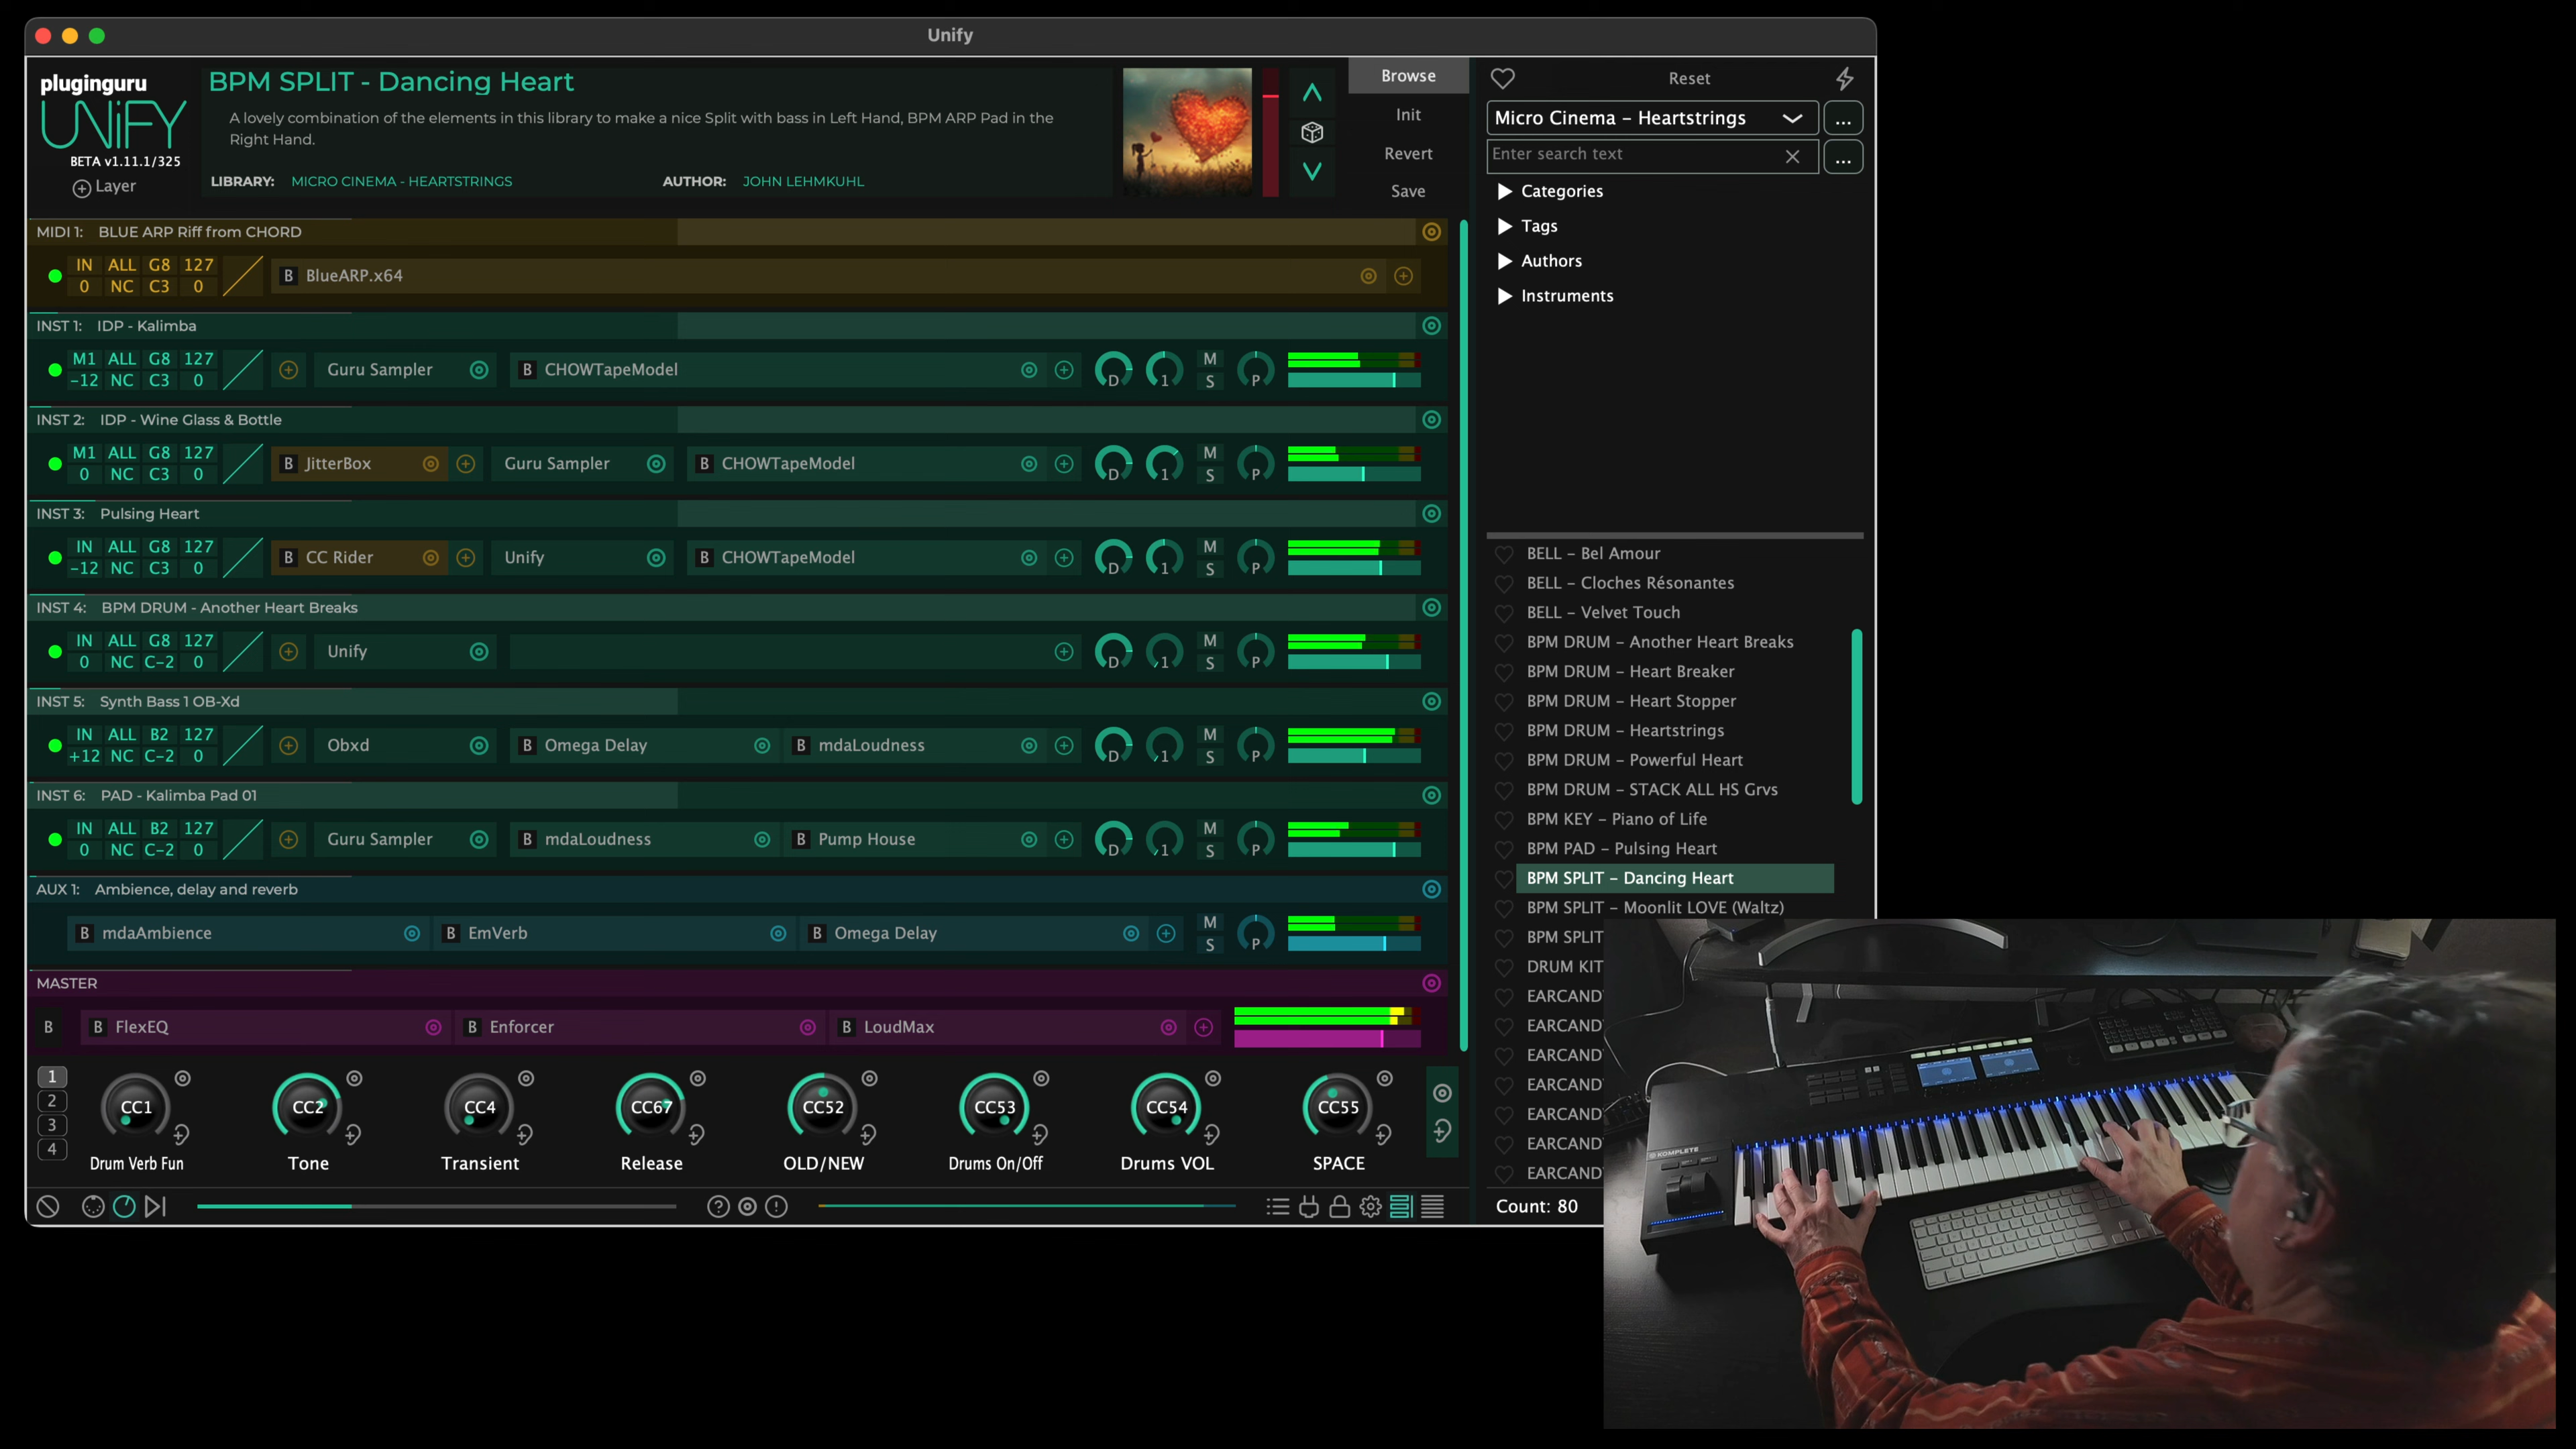 Unify
pluginguru
UNiFY
BETA v1.11.1/325
Layer
BPM SPLIT - Dancing Heart
A lovely combination of the elements in this library to make a nice Split with bass in Left Hand, BPM ARP Pad in the
Right Hand.
LIBRARY: MICRO CINEMA - HEARTSTRINGS AUTHOR: JOHN LEHMKUHL
Browse
Init
Revert
Save
Reset
Micro Cinema – Heartstrings ...
Enter search text ...
Categories
Tags
Authors
Instruments
MIDI 1: BLUE ARP Riff from CHORD
IN ALL G8 127
0 NC C3 0
B BlueARP.x64
INST 1: IDP - Kalimba
M1 ALL G8 127
-12 NC C3 0
Guru Sampler B CHOWTapeModel D 1 M S P
INST 2: IDP - Wine Glass & Bottle
M1 ALL G8 127
0 NC C3 0
B JitterBox Guru Sampler B CHOWTapeModel D 1 M S P
INST 3: Pulsing Heart
IN ALL G8 127
-12 NC C3 0
B CC Rider Unify B CHOWTapeModel D 1 M S P
INST 4: BPM DRUM - Another Heart Breaks
IN ALL G8 127
0 NC C-2 0
Unify D 1 M S P
INST 5: Synth Bass 1 OB-Xd
IN ALL B2 127
+12 NC C-2 0
Obxd B Omega Delay B mdaLoudness D 1 M S P
INST 6: PAD - Kalimba Pad 01
IN ALL B2 127
0 NC C-2 0
Guru Sampler B mdaLoudness B Pump House D 1 M S P
AUX 1: Ambience, delay and reverb
B mdaAmbience B EmVerb B Omega Delay M S P
MASTER
B B FlexEQ B Enforcer B LoudMax
1
2
3
4
CC1 CC2 CC4 CC67 CC52 CC53 CC54 CC55
Drum Verb Fun Tone Transient Release OLD/NEW Drums On/Off Drums VOL SPACE
BELL – Bel Amour
BELL – Cloches Résonantes
BELL – Velvet Touch
BPM DRUM – Another Heart Breaks
BPM DRUM – Heart Breaker
BPM DRUM – Heart Stopper
BPM DRUM – Heartstrings
BPM DRUM – Powerful Heart
BPM DRUM – STACK ALL HS Grvs
BPM KEY – Piano of Life
BPM PAD – Pulsing Heart
BPM SPLIT – Dancing Heart
BPM SPLIT – Moonlit LOVE (Waltz)
BPM SPLIT
DRUM KIT
EARCAND
EARCAND
EARCAND
EARCAND
EARCAND
EARCAND
EARCAND
Count: 80
KOMPLETE